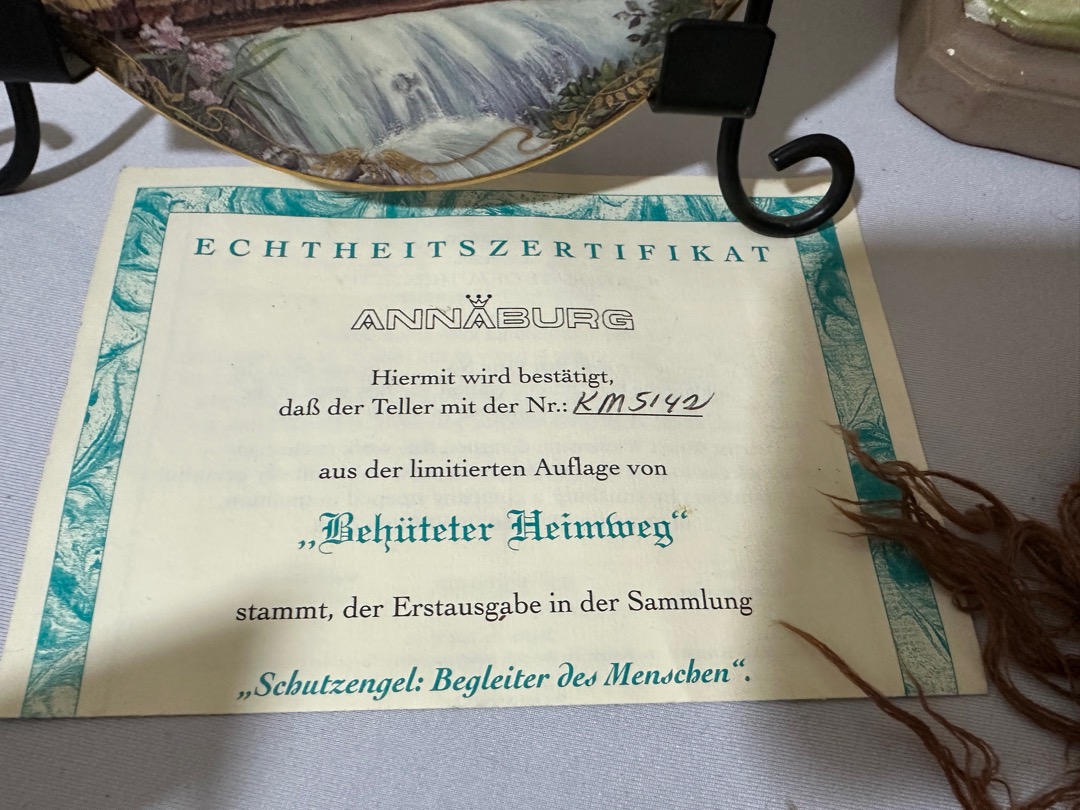 ECHTHEITSZERTIFIKAT
ANNABURG
Hiermit wird bestätigt,
daß der Teller mit der Nr.: KM5142
aus der limitierten Auflage von
„Behüteter Heimweg“
stammt, der Erstausgabe in der Sammlung
„Schutzengel: Begleiter des Menschen“.